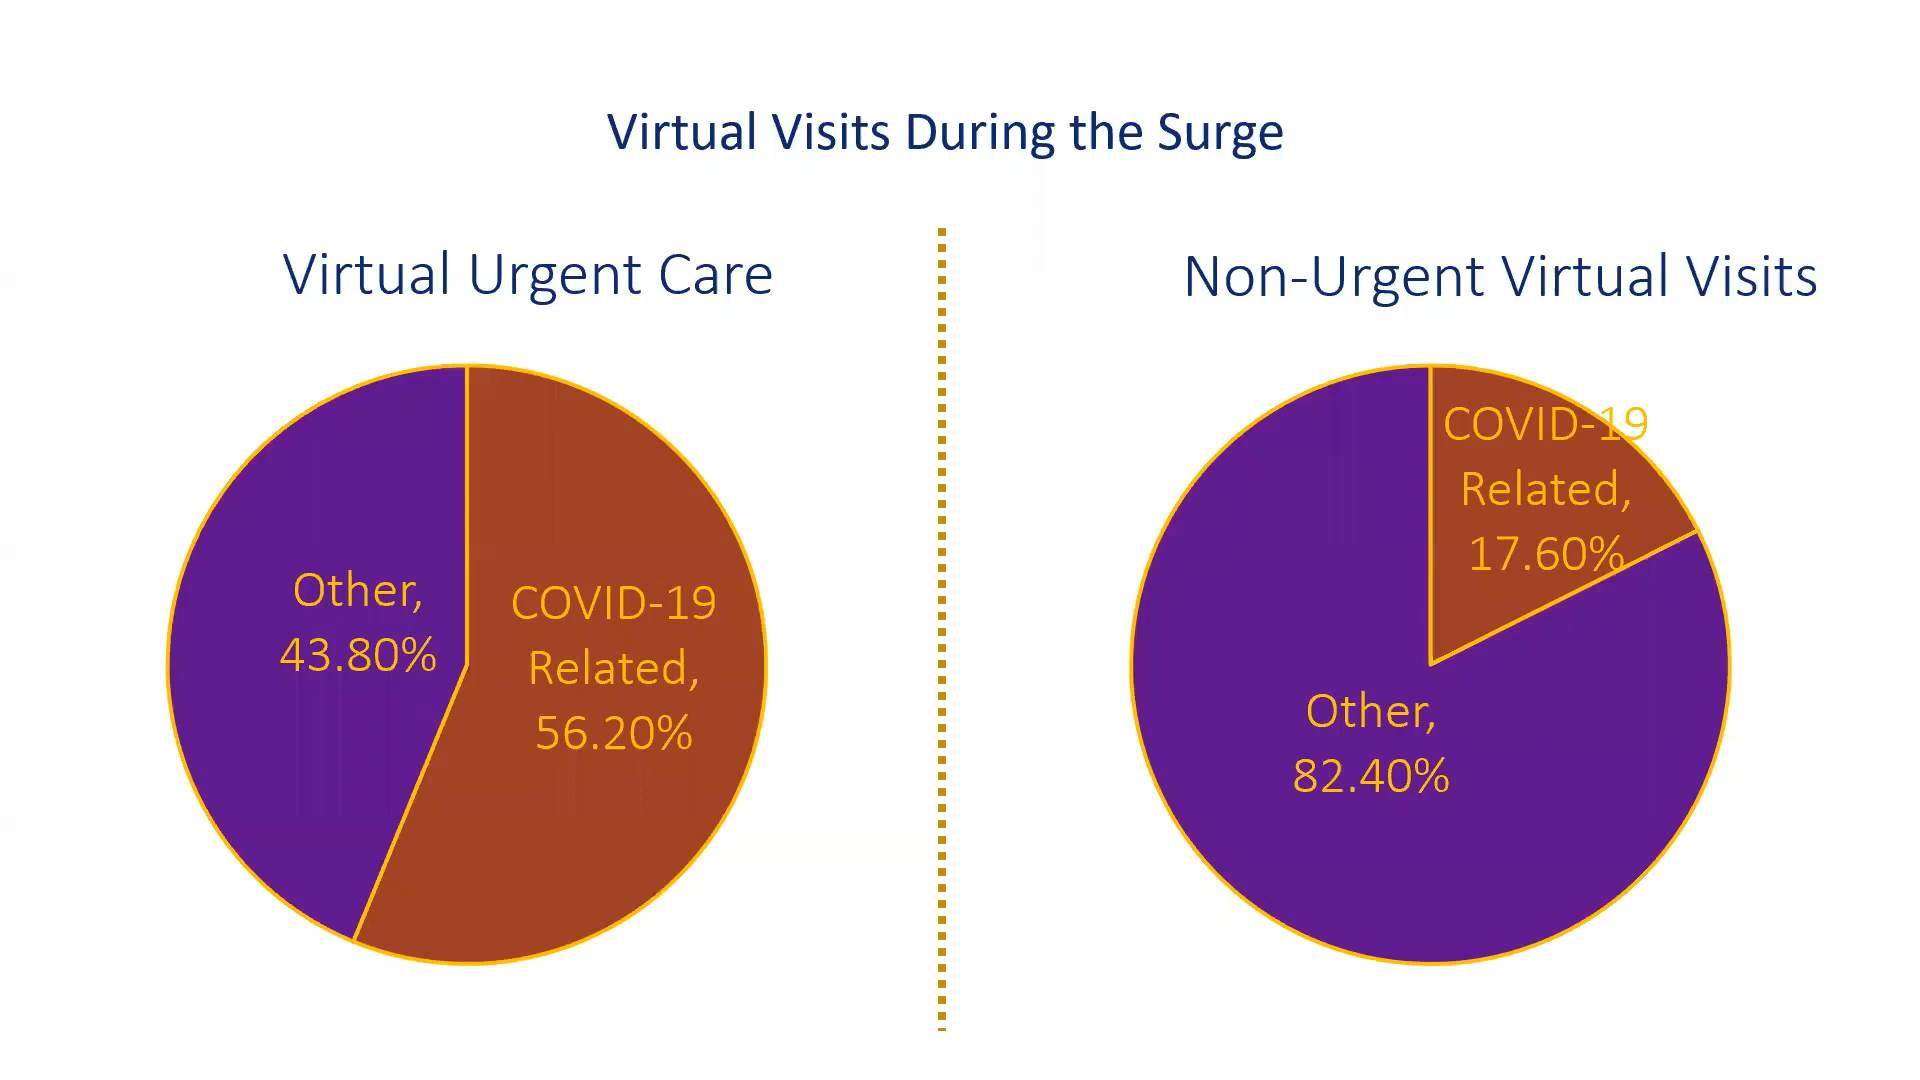 Virtual Visits During the Surge
Virtual Urgent Care
Other,
43.80%
COVID-19
Related,
56.20%
Non-Urgent Virtual Visits
COVID-19
Related,
17.60%
Other,
82.40%